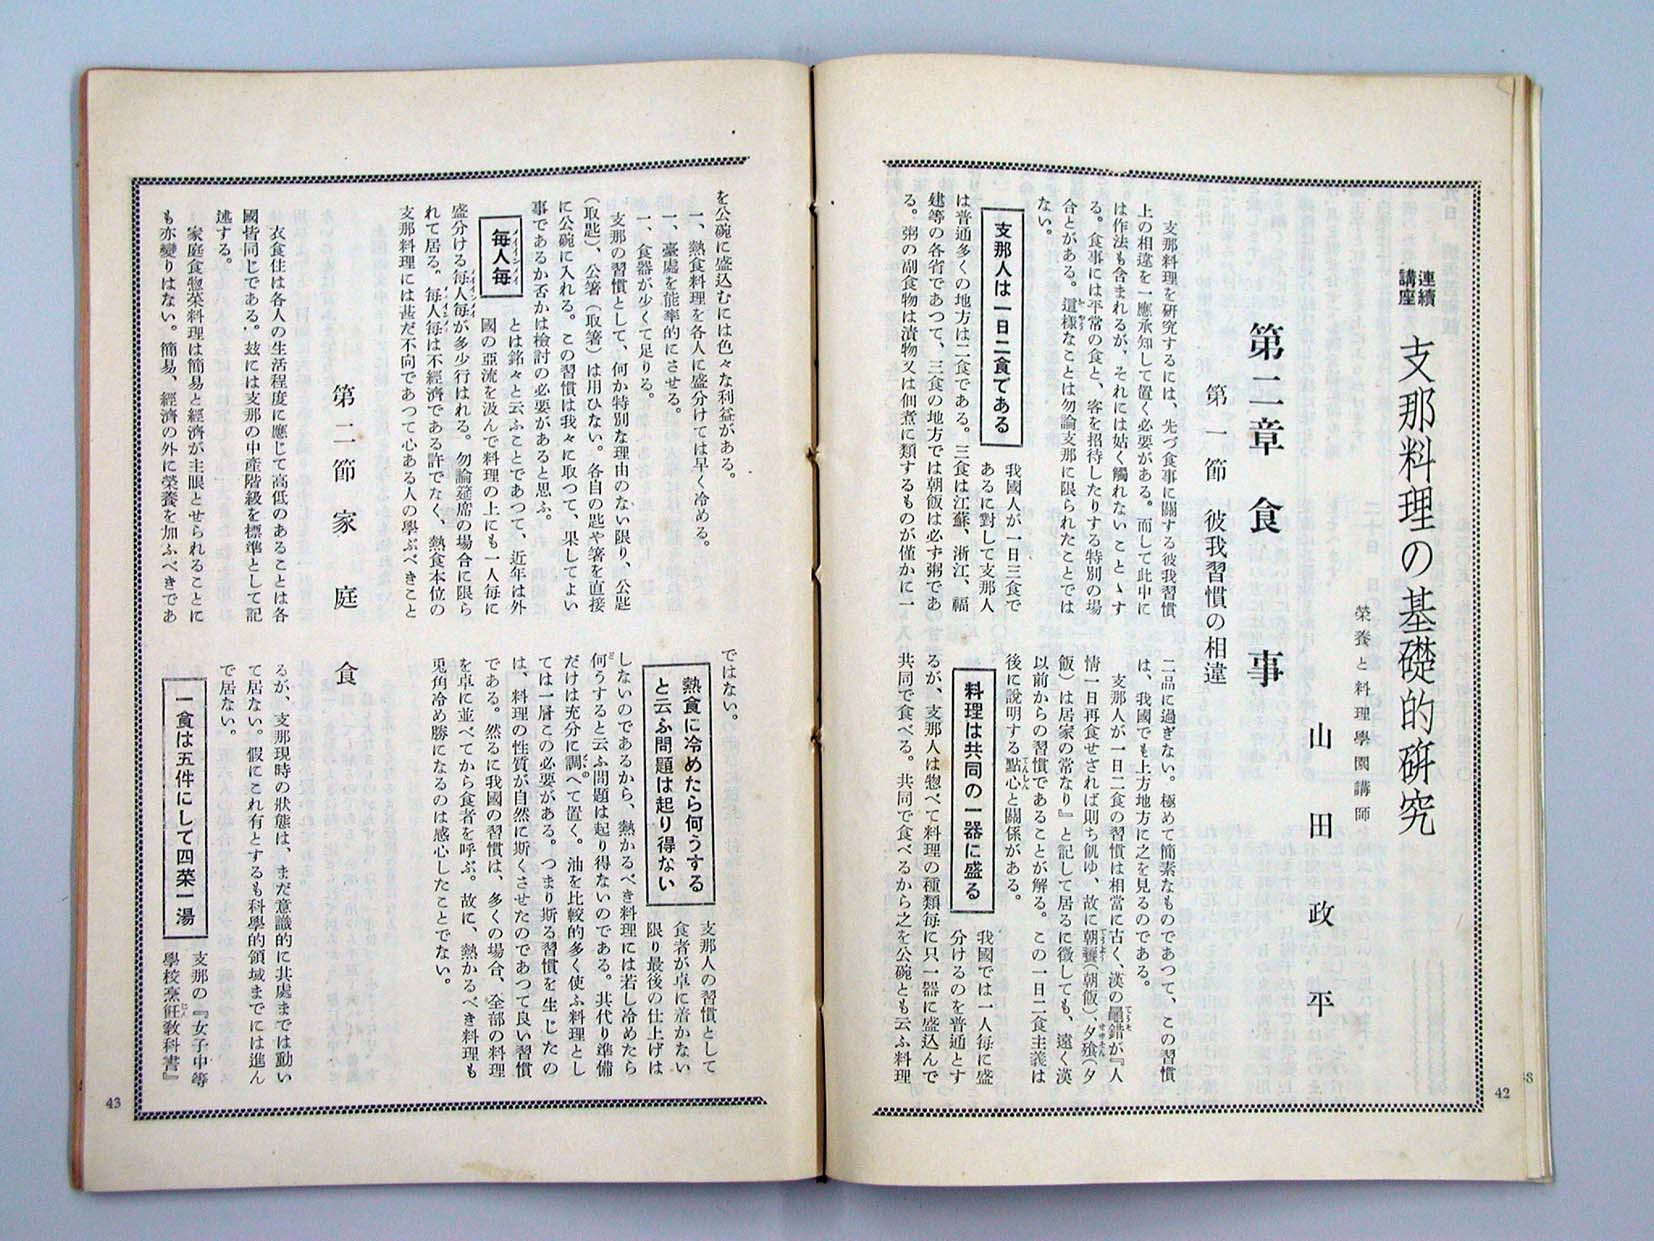 連續
講座
支那料理の基礎的研究
榮養と料理學園講師
山田政平
第二章 食事
第一節 彼我習慣の相違
支那料理を研究するには、先づ食事に關する彼我習慣
上の相違を一應承知して置く必要がある。而して此中に
は作法も含まれるが、それには姑く觸れないことゝす
る。食事には平常の食と、客を招待したりする特別の場
合とがある。這樣なことは勿論支那に限られたことでは
ない。
支那人は一日二食である
我國人が一日三食で
あるに對して支那人
は普通多くの地方は二食である。三食は江蘇、浙江、福
建等の各省であつて、三食の地方では朝飯は必ず粥であ
る。粥の副食物は漬物又は佃煮に類するものが僅かに一
二品に過ぎない。極めて簡素なものであつて、この習慣
は、我國でも上方地方に之を見るのである。
支那人が一日二食の習慣は相當に古く、漢の鼂錯が『人
情一日再食せされば則ち飢ゆ、故に朝饔(朝飯)、夕飱(夕
飯)は居家の常なり』と記して居るに徴しても、遠く漢
以前からの習慣であることが解る。この一日二食主義は
後に說明する點心と關係がある。
料理は共同の一器に盛る
我國では一人毎に盛
分けるのを普通とす
るが、支那人は惣べて料理の種類毎に只一器に盛込んで
共同で食べる。共同で食べるから之を公碗とも云ふ料理
42
を公碗に盛込むには色々な利益がある。
一、熱食料理を各人に盛分けては早く冷める。
一、臺處を能率的にさせる。
一、食器が少くて足りる。
支那の習慣として、何か特別な理由のない限り、公匙
(取匙)、公箸(取箸)は用ひない。各自の匙や箸を直接
に公碗に入れる。この習慣は我々に取つて、果してよい
事であるか否かは檢討の必要があると思ふ。
毎人毎
メイインメイ
とは銘々と云ふことであつて、近年は外
國の亞流を汲んで料理の上にも一人毎に
盛分ける毎人毎が多少行はれる。勿論筵席の場合に限ら
れて居る。毎人毎は不經濟である許でなく、熱食本位の
支那料理には甚だ不向であつて心ある人の學ぶべきこと
ではない。
熱食に冷めたら何うする
と云ふ問題は起り得ない
支那人の習慣として
食者が卓に着かない
限り最後の仕上げは
しないのであるから、熱かるべき料理には若し冷めたら
何うすると云ふ問題は起り得ないのである。其代り準備
だけは充分に調べて置く。油を比較的多く使ふ料理とし
ては一層この必要がある。つまり斯る習慣を生じたの
は、料理の性質が自然に斯くさせたのであつて良い習慣
である。然るに我國の習慣は、多くの場合、全部の料理
を卓に並べてから食者を呼ぶ。故に、熱かるべき料理も
兎角冷め勝になるのは感心したことでない。
第二節 家庭食
衣食住は各人の生活程度に應じて高低のあることは各
國皆同じである。玆には支那の中産階級を標準として記
述する。
家庭食惣菜料理は簡易と經濟が主眼とせられることに
も亦變りはない。簡易、經濟の外に榮養を加ふべきであ
るが、支那現時の狀態は、まだ意識的に其處までは動い
て居ない。假にこれ有とするも科學的領域までには進ん
で居ない。
一食は五件にして四菜一湯
支那の『女子中等
學校烹飪敎科書』
43